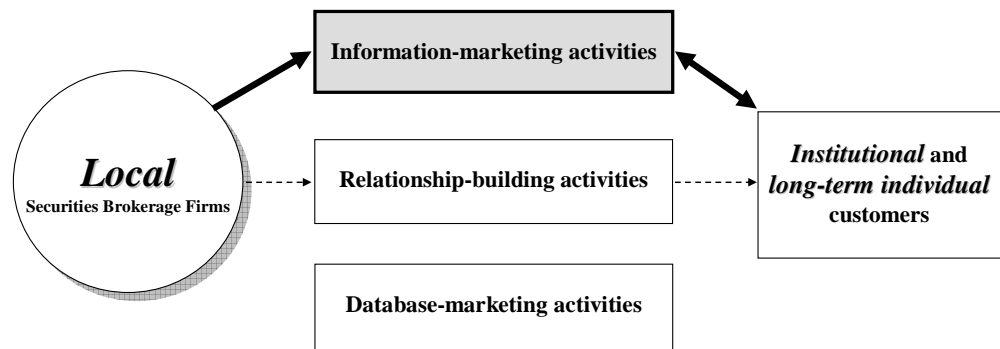 Information-marketing activities
Local
Securities Brokerage Firms
Relationship-building activities
Institutional and
long-term individual
customers
Database-marketing activities